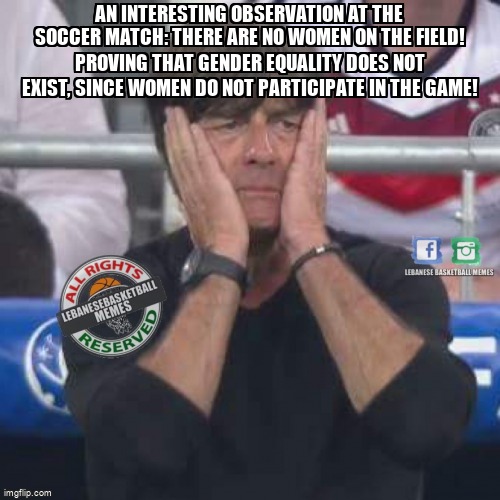 AN INTERESTING OBSERVATION AT THE
SOCCER MATCH: THERE ARE NO WOMEN ON THE FIELD!
PROVING THAT GENDER EQUALITY DOES NOT
EXIST, SINCE WOMEN DO NOT PARTICIPATE IN THE GAME!
LEBANESE BASKETBALL MEMES
ALL RIGHTS
LEBANESEBASKETBALL
MEMES
RESERVED
imgflip.com